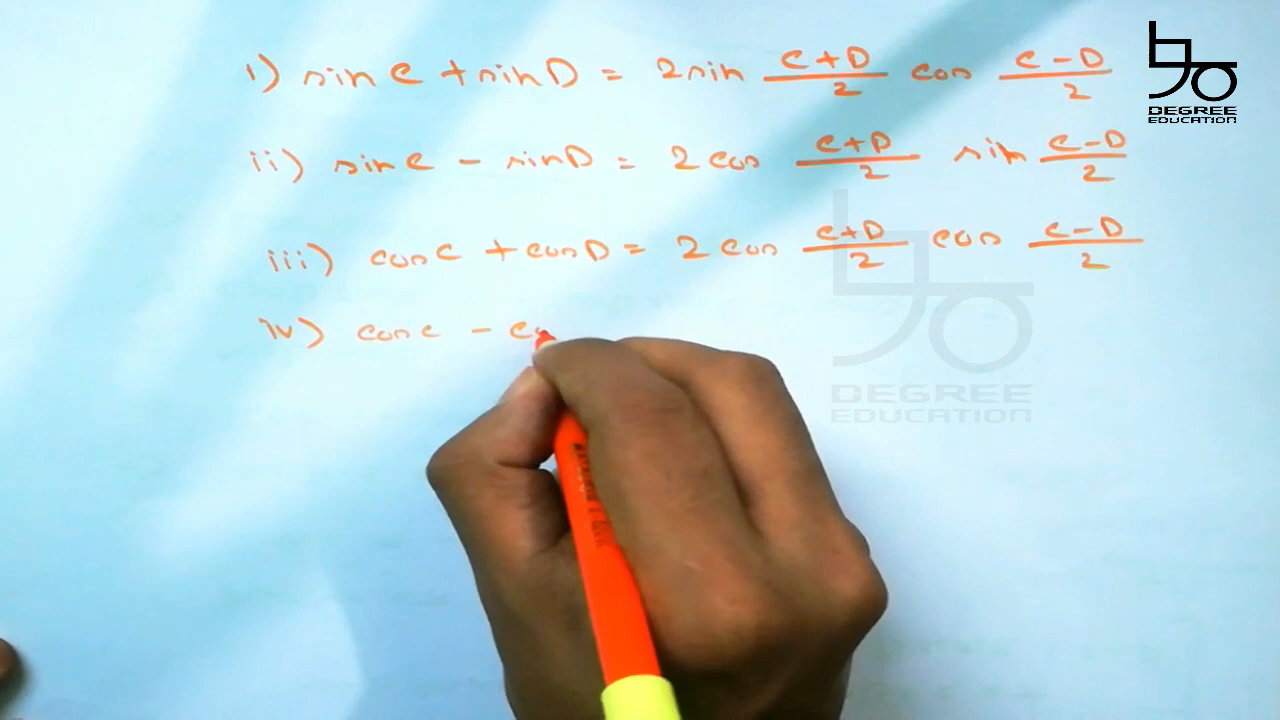 i) sin C + sin D = 2 sin C + D / 2 cos C - D / 2
ii) sin C - sin D = 2 cos C + D / 2 sin C - D / 2
iii) cos C + cos D = 2 cos C + D / 2 cos C - D / 2
iv) cos C - co
DEGREE
EDUCATION
DEGREE
EDUCATION